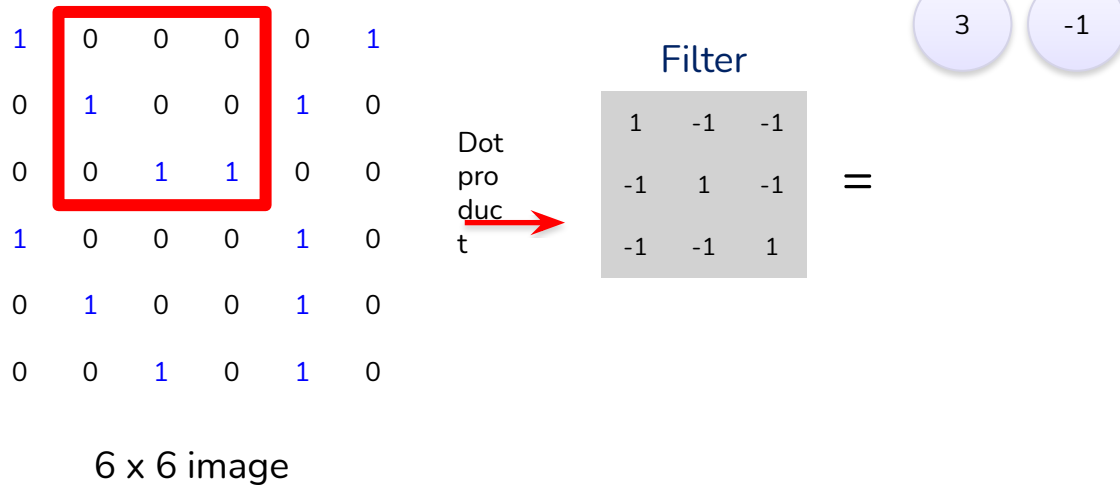 3 -1
Filter
1 0 0 0 0 1
0 1 0 0 1 0
0 0 1 1 0 0
1 0 0 0 1 0
0 1 0 0 1 0
0 0 1 0 1 0
6 x 6 image
Dot
pro
duc
t
1 -1 -1
-1 1 -1
-1 -1 1
=